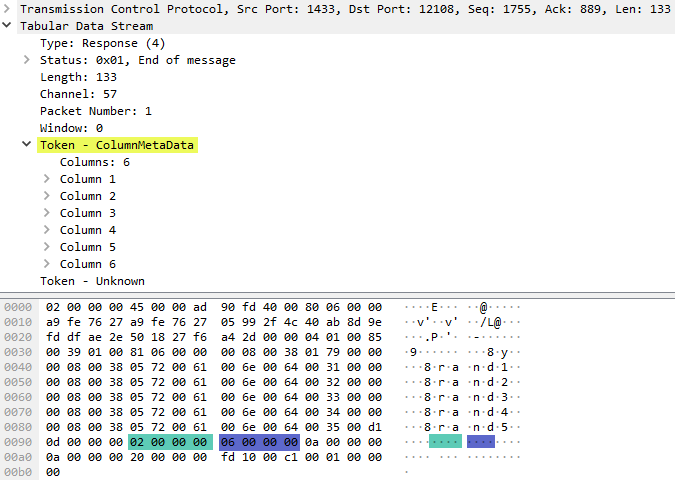 Transmission Control Protocol, Src Port: 1433, Dst Port: 12108, Seq: 1755, Ack: 889, Len: 133
Tabular Data Stream
Type: Response (4)
Status: 0x01, End of message
Length: 133
Channel: 57
Packet Number: 1
Window: 0
Token - ColumnMetaData
Columns: 6
Column 1
Column 2
Column 3
Column 4
Column 5
Column 6
Token - Unknown
0000 02 00 00 00 45 00 00 ad 90 fd 40 00 80 06 00 00 ····E··· ··@·····
0010 a9 fe 76 27 a9 fe 76 27 05 99 2f 4c 40 ab 8d 9e ··v'··v' ··/L@···
0020 fd df ae 2e 50 18 27 f6 a4 2d 00 00 04 01 00 85 ···.P·'· ·-······
0030 00 39 01 00 81 06 00 00 00 08 00 38 01 79 00 00 ·9······ ···8·y··
0040 00 08 00 38 05 72 00 61 00 6e 00 64 00 31 00 00 ···8·r·a ·n·d·1··
0050 00 08 00 38 05 72 00 61 00 6e 00 64 00 32 00 00 ···8·r·a ·n·d·2··
0060 00 08 00 38 05 72 00 61 00 6e 00 64 00 33 00 00 ···8·r·a ·n·d·3··
0070 00 08 00 38 05 72 00 61 00 6e 00 64 00 34 00 00 ···8·r·a ·n·d·4··
0080 00 08 00 38 05 72 00 61 00 6e 00 64 00 35 00 d1 ···8·r·a ·n·d·5··
0090 0d 00 00 00 02 00 00 00 06 00 00 00 0a 00 00 00 ········ ········
00a0 0a 00 00 00 20 00 00 00 fd 10 00 c1 00 01 00 00 ···· ··· ········
00b0 00 ·